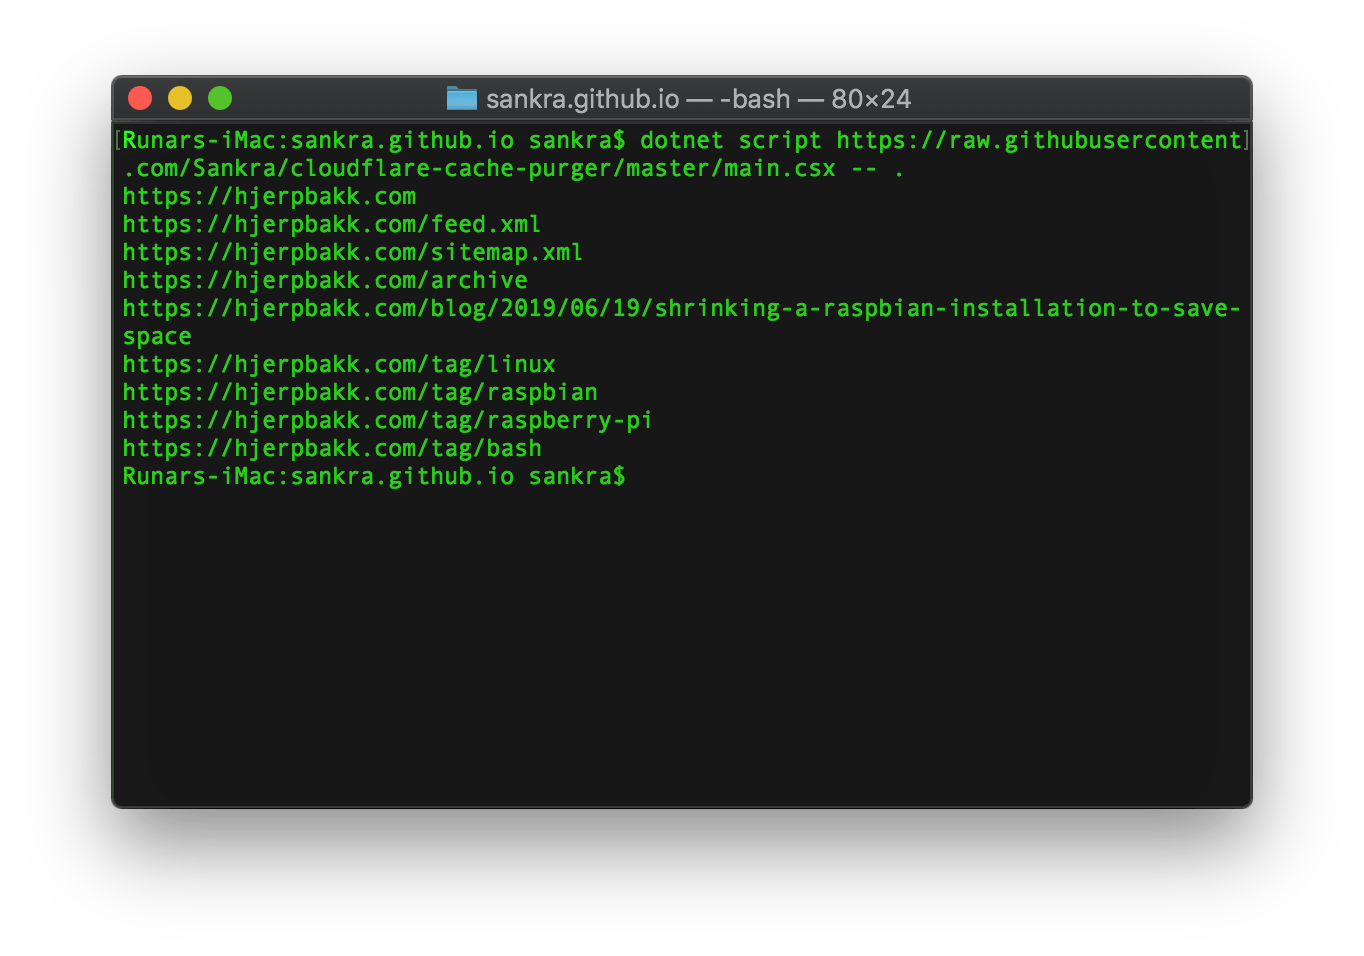 sankra.github.io — -bash — 80×24
[Runars-iMac:sankra.github.io sankra$ dotnet script https://raw.githubusercontent]
.com/Sankra/cloudflare-cache-purger/master/main.csx -- .
https://hjerpbakk.com
https://hjerpbakk.com/feed.xml
https://hjerpbakk.com/sitemap.xml
https://hjerpbakk.com/archive
https://hjerpbakk.com/blog/2019/06/19/shrinking-a-raspbian-installation-to-save-
space
https://hjerpbakk.com/tag/linux
https://hjerpbakk.com/tag/raspbian
https://hjerpbakk.com/tag/raspberry-pi
https://hjerpbakk.com/tag/bash
Runars-iMac:sankra.github.io sankra$